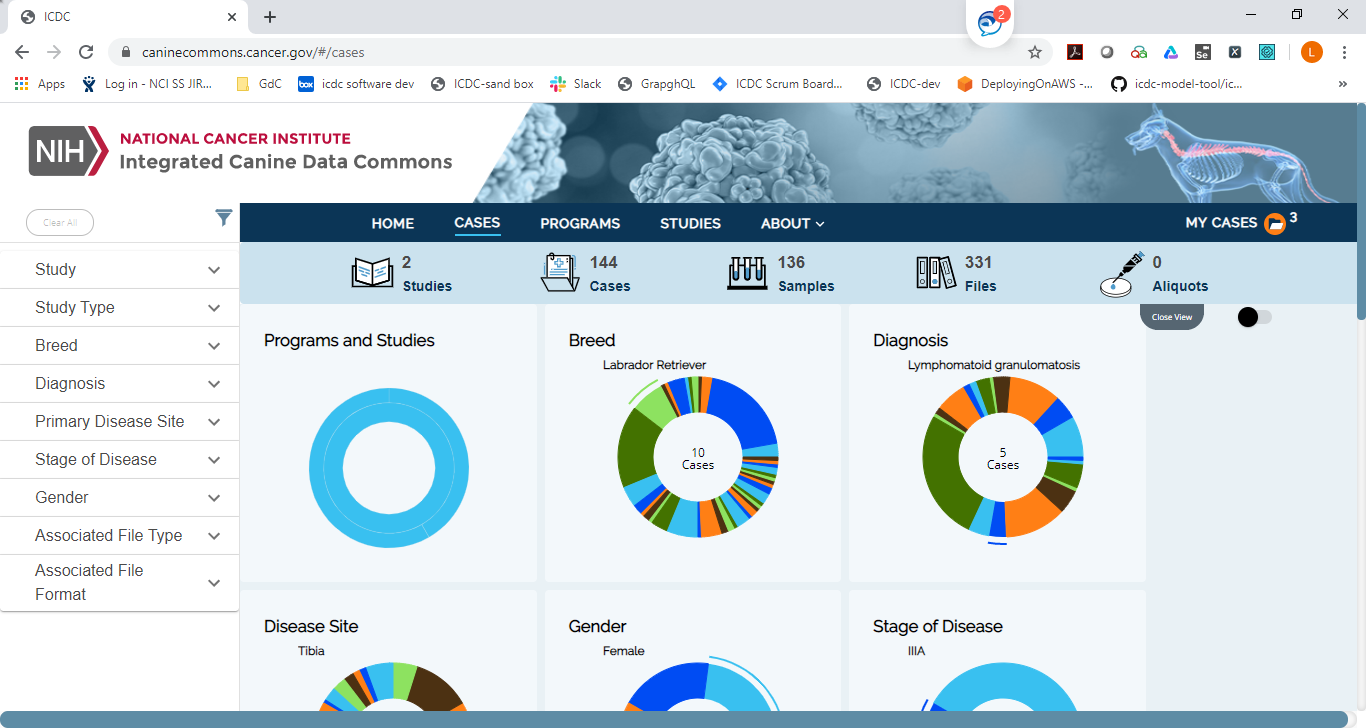 ICDC
2
caninecommons.cancer.gov/#/cases
Se
X
L
Apps
Log in - NCI SS JIR...
GdC
box
icdc software dev
ICDC-sand box
Slack
GrapghQL
ICDC Scrum Board...
ICDC-dev
DeployingOnAWS -...
icdc-model-tool/ic...
»
NIH
NATIONAL CANCER INSTITUTE
Integrated Canine Data Commons
Clear All
HOME
CASES
PROGRAMS
STUDIES
ABOUT
MY CASES
3
2
Studies
144
Cases
136
Samples
331
Files
0
Aliquots
Close View
Study
Study Type
Breed
Diagnosis
Primary Disease Site
Stage of Disease
Gender
Associated File Type
Associated File
Format
Programs and Studies
Breed
Labrador Retriever
10
Cases
Diagnosis
Lymphomatoid granulomatosis
5
Cases
Disease Site
Tibia
Gender
Female
Stage of Disease
IIIA